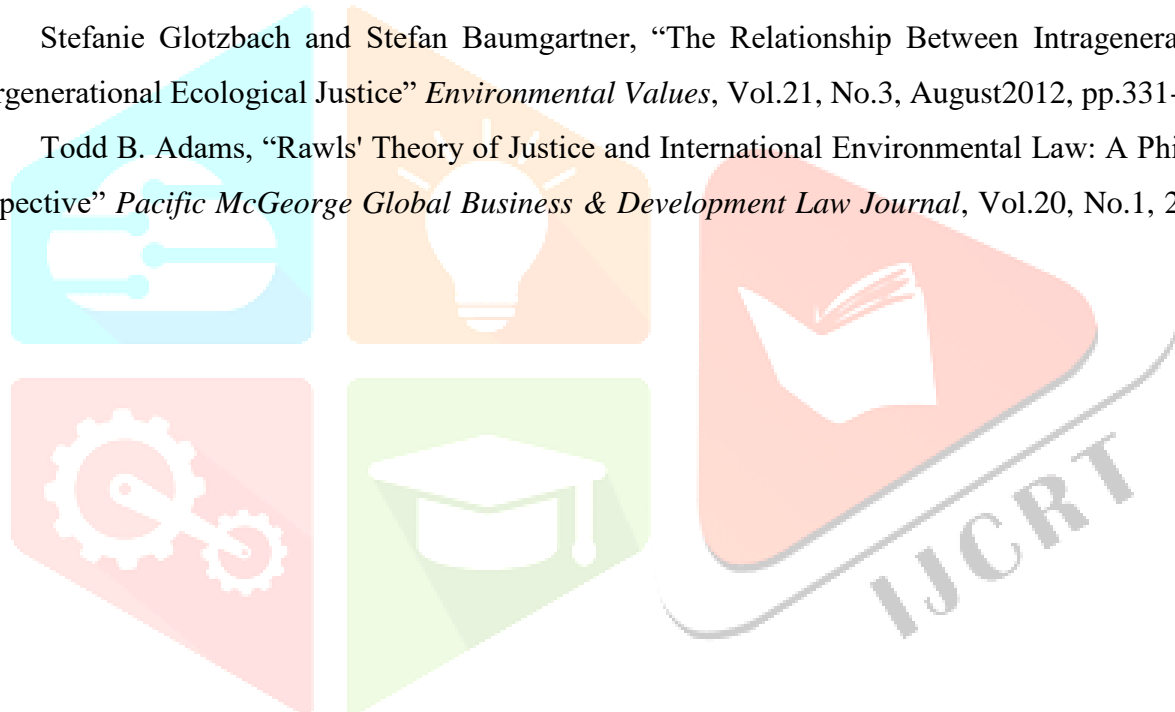 Stefanie Glotzbach and Stefan Baumgartner, “The Relationship Between Intragenera
rgenerational Ecological Justice” Environmental Values, Vol.21, No.3, August2012, pp.331-
Todd B. Adams, “Rawls' Theory of Justice and International Environmental Law: A Phi
pective” Pacific McGeorge Global Business & Development Law Journal, Vol.20, No.1, 2
IJCRT